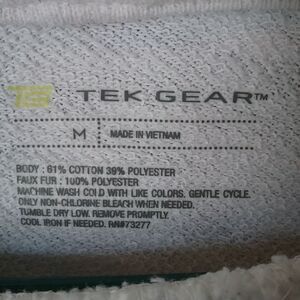 TEK GEAR™
M MADE IN VIETNAM
BODY : 61% COTTON 39% POLYESTER
FAUX FUR : 100% POLYESTER
MACHINE WASH COLD WITH LIKE COLORS. GENTLE CYCLE.
ONLY NON-CHLORINE BLEACH WHEN NEEDED.
TUMBLE DRY LOW. REMOVE PROMPTLY.
COOL IRON IF NEEDED. RN#73277